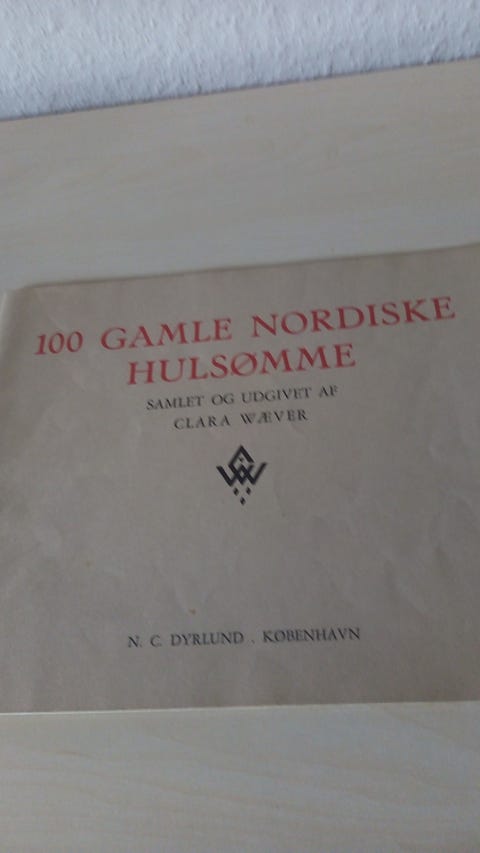 100 GAMLE NORDISKE
HULSØMME
SAMLET OG UDGIVET AF
CLARA WÆVER
N. C. DYRLUND . KØBENHAVN